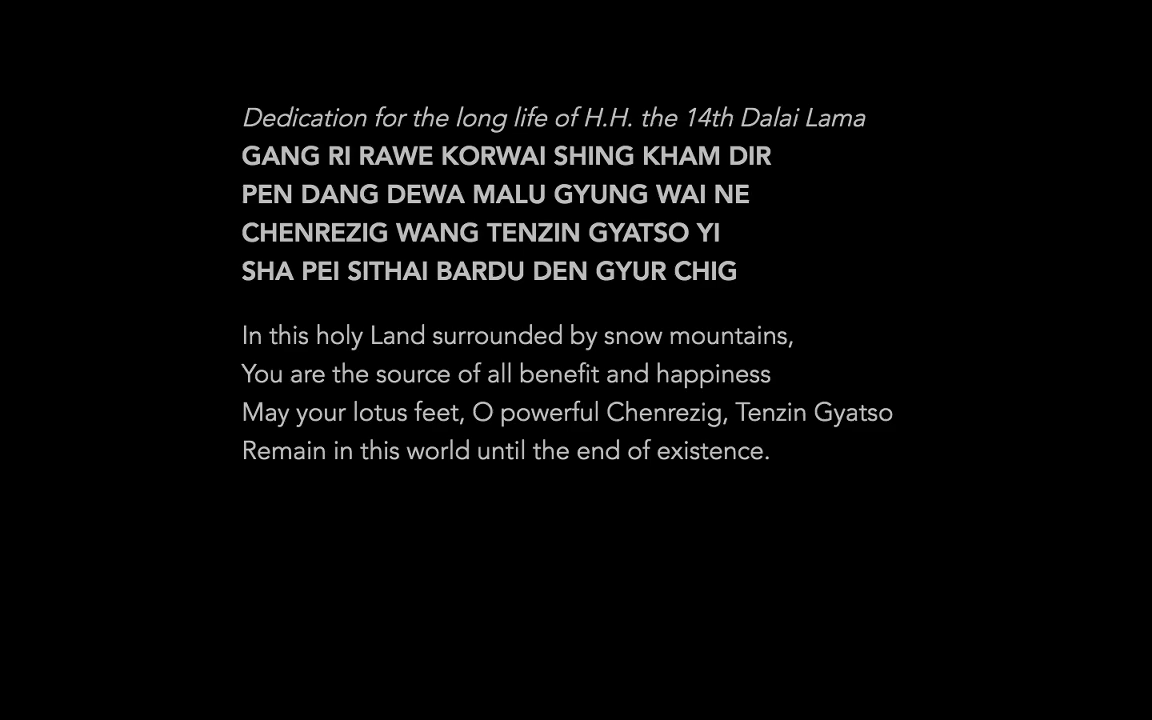 Dedication for the long life of H.H. the 14th Dalai Lama
GANG RI RAWE KORWAI SHING KHAM DIR
PEN DANG DEWA MALU GYUNG WAI NE
CHENREZIG WANG TENZIN GYATSO YI
SHA PEI SITHAI BARDU DEN GYUR CHIG
In this holy Land surrounded by snow mountains,
You are the source of all benefit and happiness
May your lotus feet, O powerful Chenrezig, Tenzin Gyatso
Remain in this world until the end of existence.